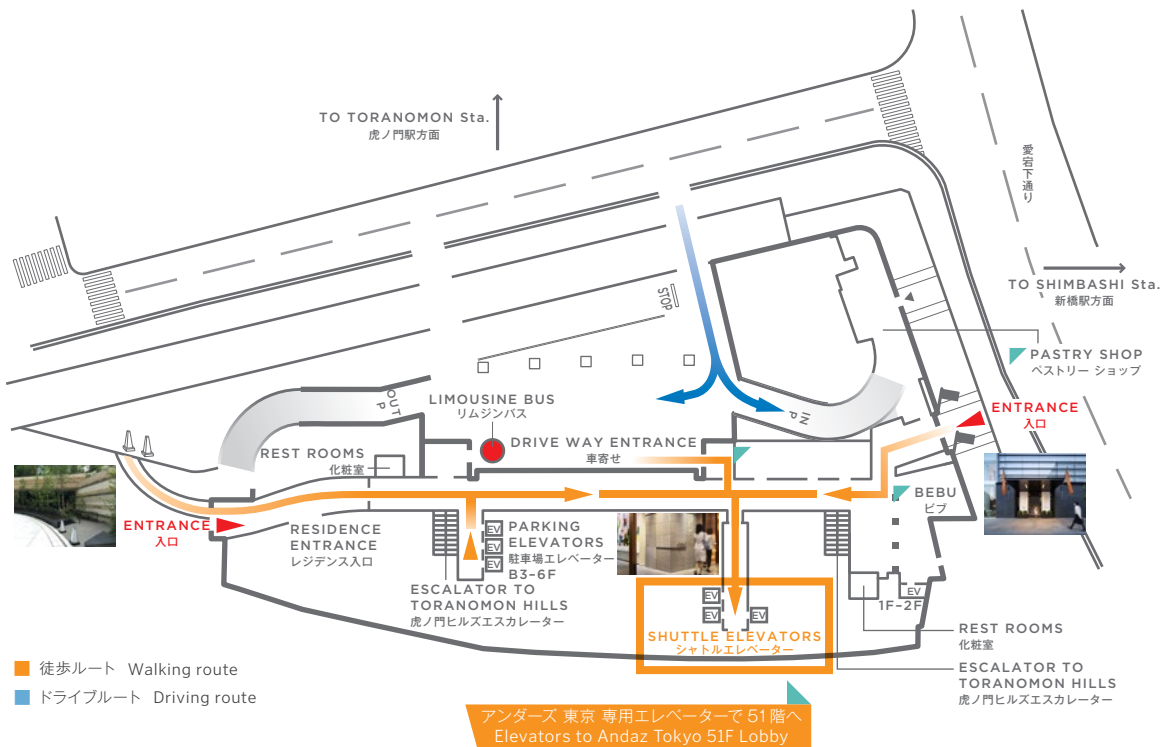 TO TORANOMON Sta.
虎ノ門駅方面
愛宕下通り
TO SHIMBASHI Sta.
新橋駅方面
STOP
PASTRY SHOP
ペストリー ショップ
OUT
P
LIMOUSINE BUS
リムジンバス
IN
P
ENTRANCE
入口
DRIVE WAY ENTRANCE
車寄せ
REST ROOMS
化粧室
BEBU
ビブ
ENTRANCE
入口
RESIDENCE
ENTRANCE
レジデンス入口
EV
EV
EV
PARKING
ELEVATORS
駐車場エレベーター
B3-6F
ESCALATOR TO
TORANOMON HILLS
虎ノ門ヒルズエスカレーター
EV
EV
EV
EV
1F-2F
SHUTTLE ELEVATORS
シャトルエレベーター
REST ROOMS
化粧室
ESCALATOR TO
TORANOMON HILLS
虎ノ門ヒルズエスカレーター
徒歩ルート Walking route
ドライブルート Driving route
アンダーズ 東京 専用エレベーターで 51 階へ
Elevators to Andaz Tokyo 51F Lobby